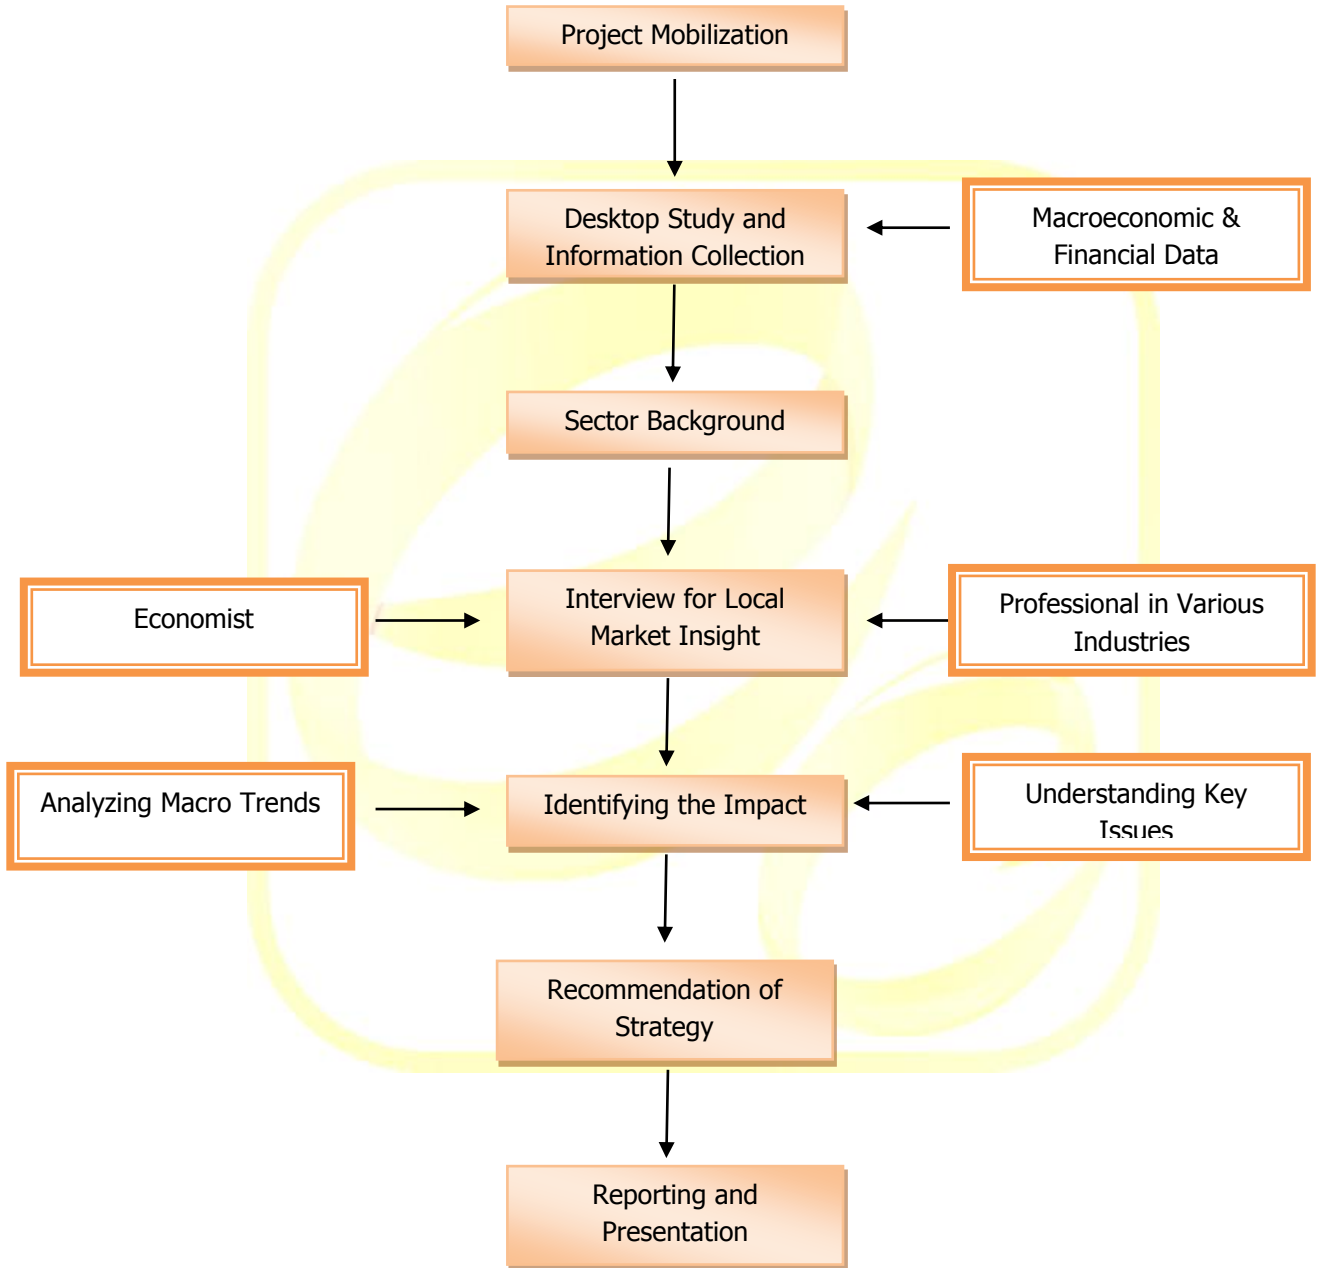 Project Mobilization
Desktop Study and
Information Collection
Macroeconomic &
Financial Data
Sector Background
Economist
Interview for Local
Market Insight
Professional in Various
Industries
Analyzing Macro Trends
Identifying the Impact
Understanding Key
Issues
Recommendation of
Strategy
Reporting and
Presentation